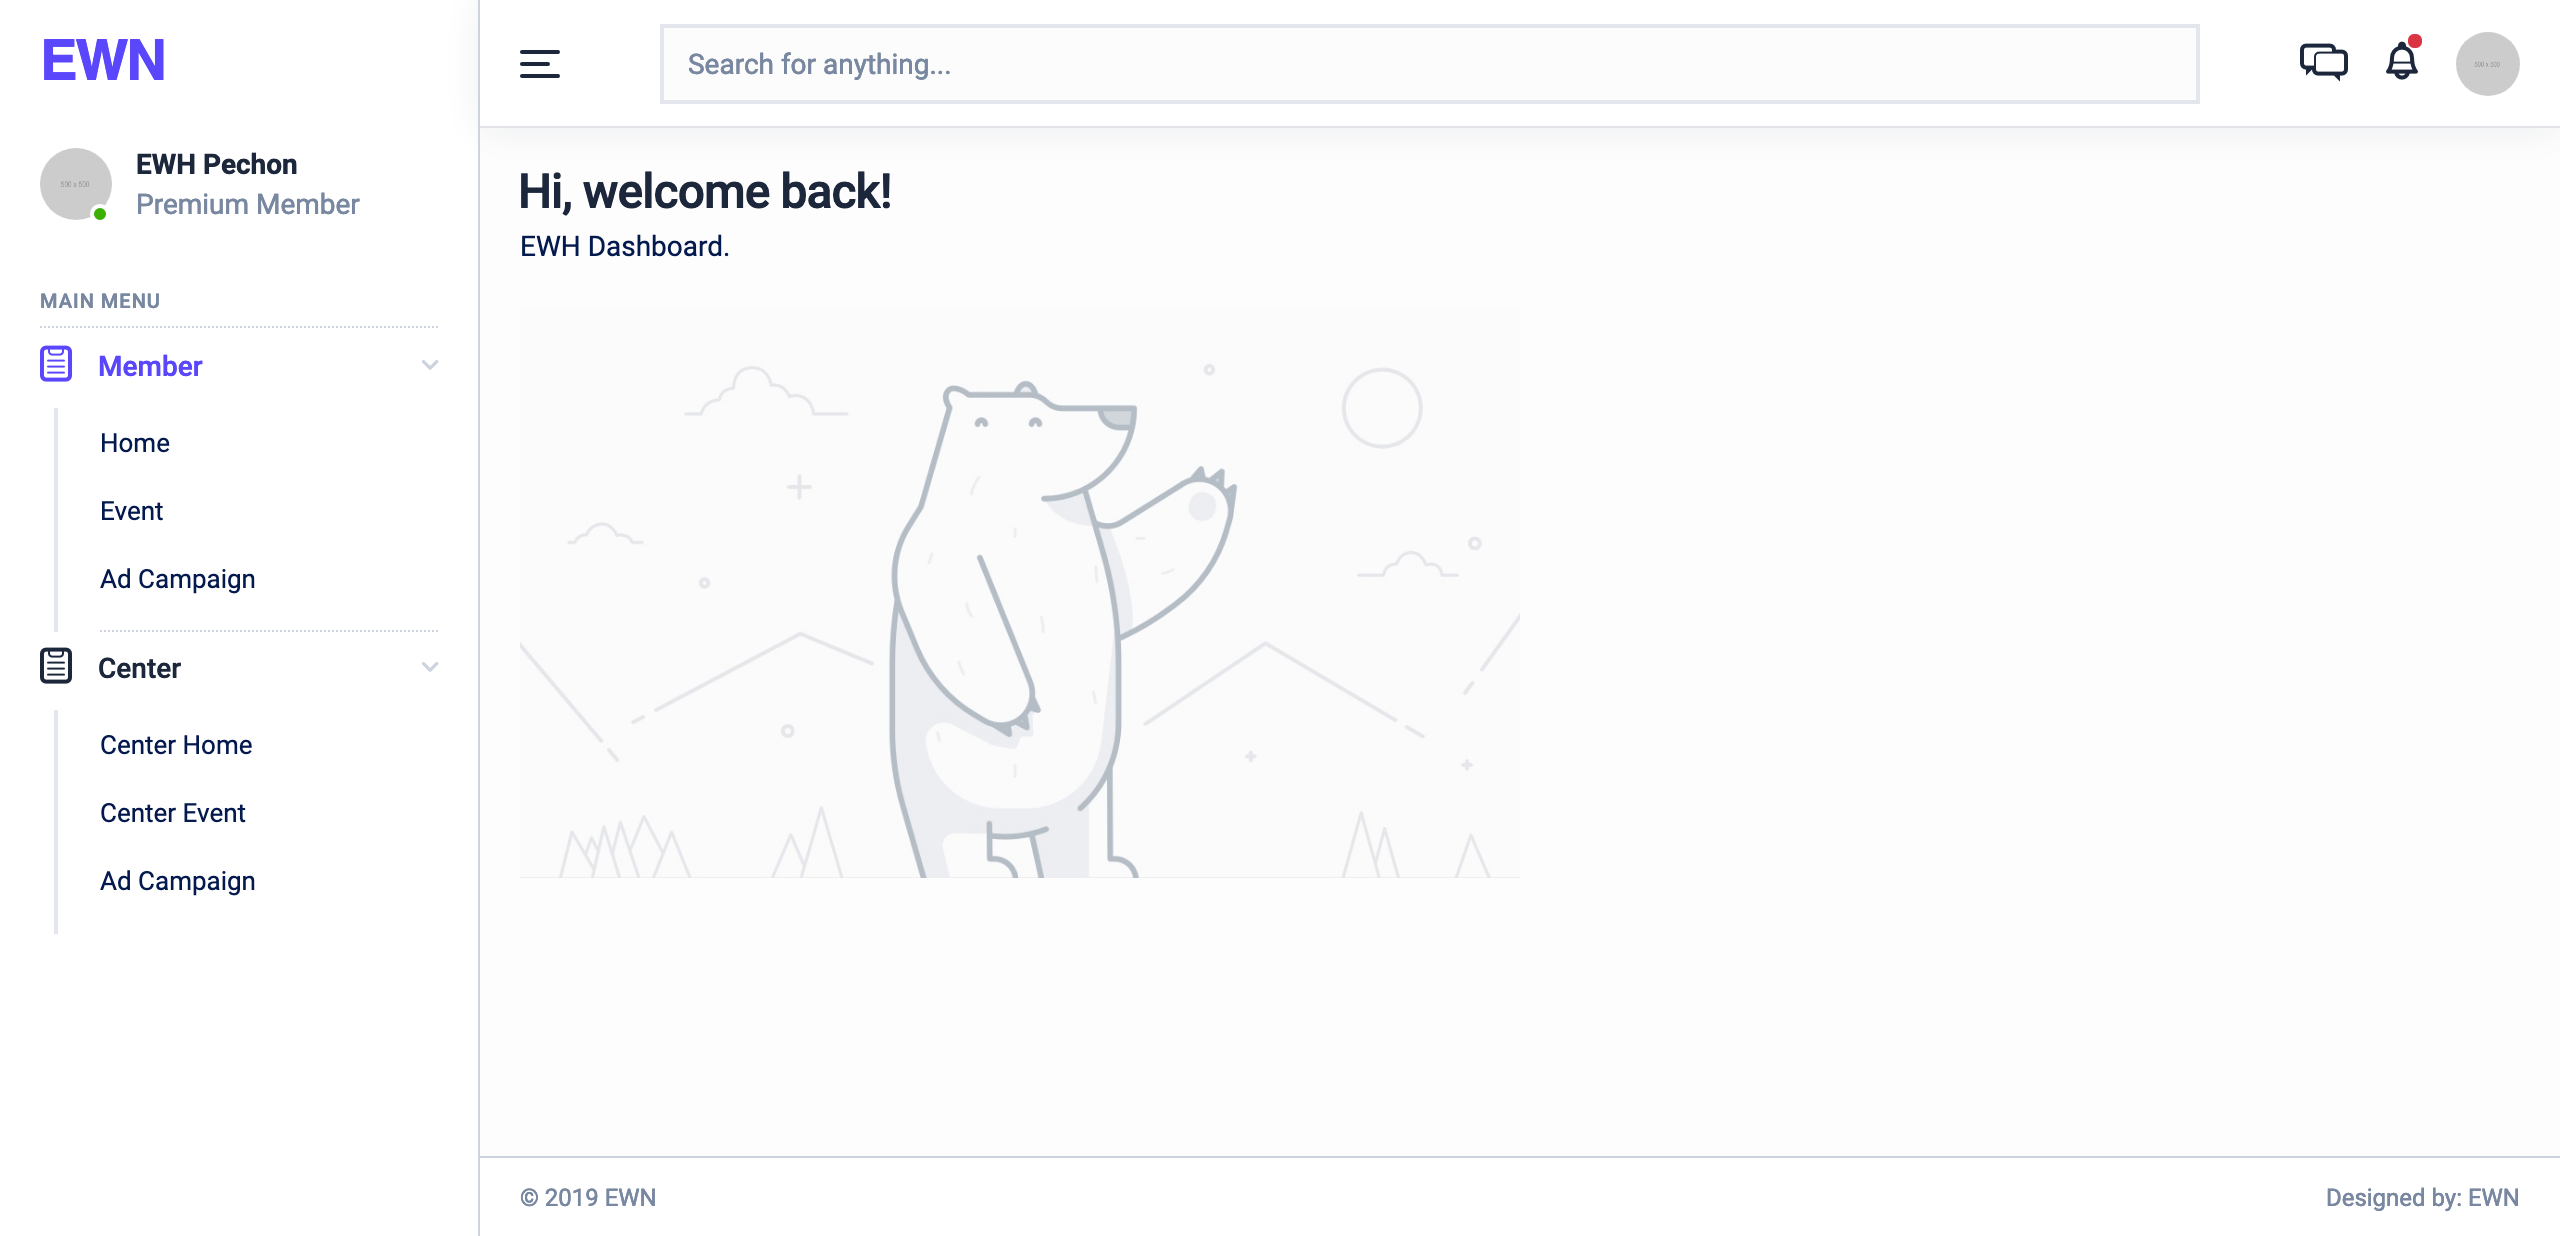 EWN
Search for anything...
500 x 500
EWH Pechon
500 x 500
Premium Member
Hi, welcome back!
EWH Dashboard.
MAIN MENU
Member
Home
Event
Ad Campaign
Center
Center Home
Center Event
Ad Campaign
© 2019 EWN
Designed by: EWN